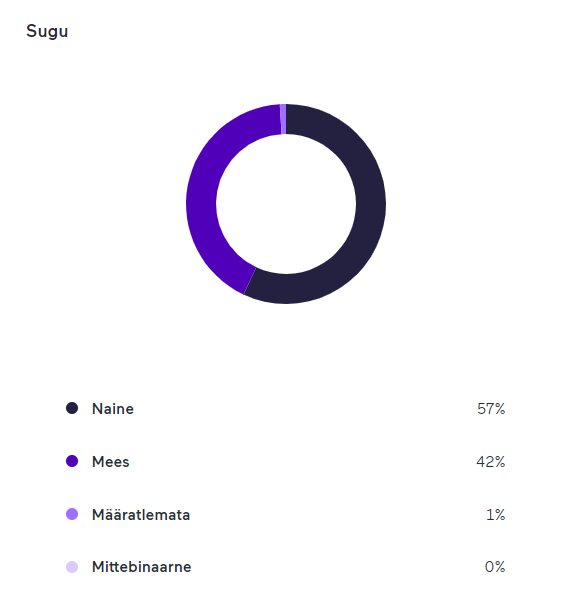 Sugu
Naine 57%
Mees 42%
Määratlemata 1%
Mittebinaarne 0%